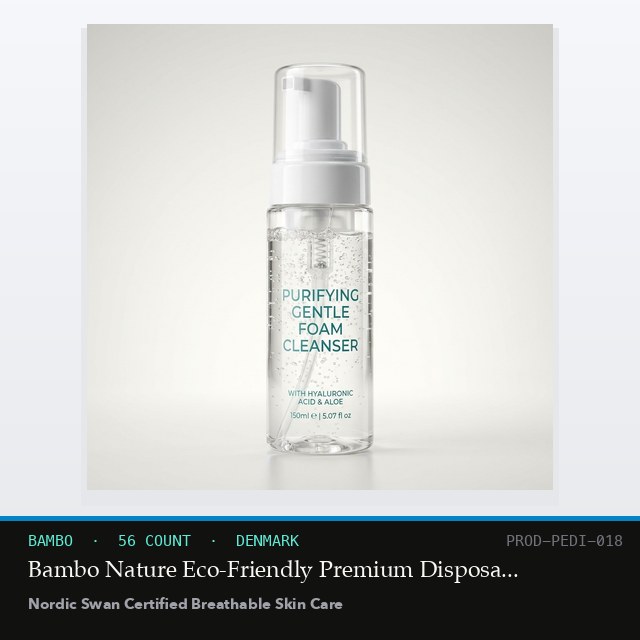 PURIFYING
GENTLE
FOAM
CLEANSER
WITH HYALURONIC
ACID & ALOE
150ml ℮ | 5.07 fl oz
BAMBO · 56 COUNT · DENMARK
PROD-PEDI-018
Bambo Nature Eco-Friendly Premium Disposa...
Nordic Swan Certified Breathable Skin Care